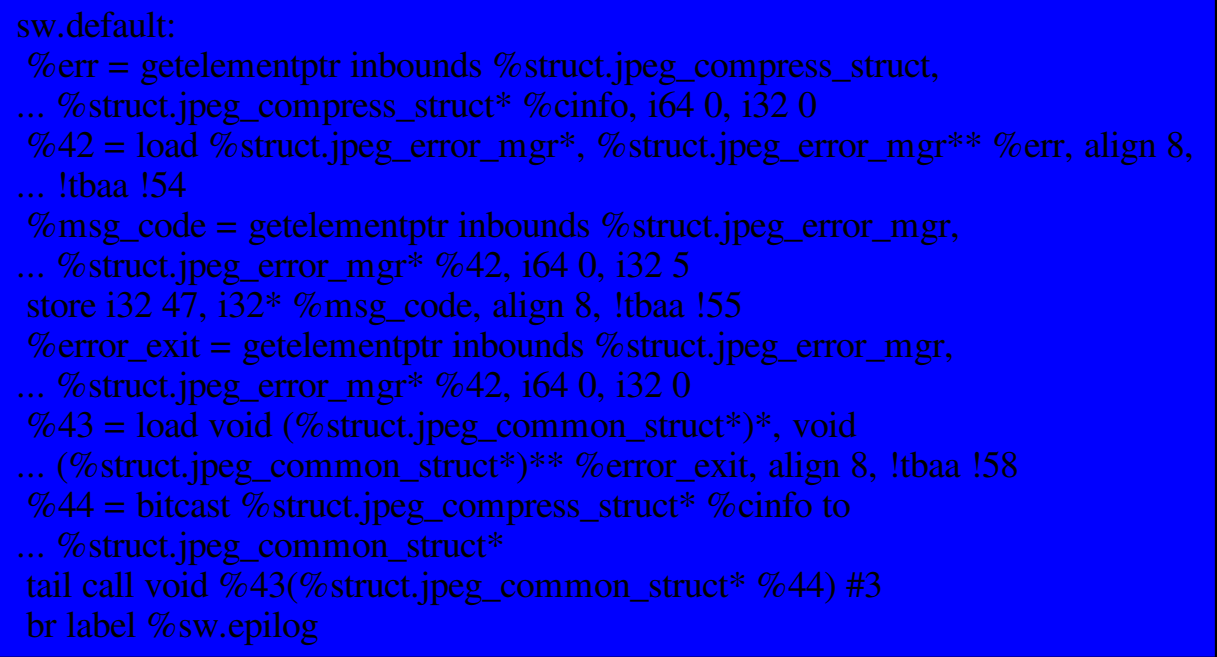 sw.default:
%err = getelementptr inbounds %struct.jpeg_compress_struct,
... %struct.jpeg_compress_struct* %cinfo, i64 0, i32 0
%42 = load %struct.jpeg_error_mgr*, %struct.jpeg_error_mgr** %err, align 8,
... !tbaa !54
%msg_code = getelementptr inbounds %struct.jpeg_error_mgr,
... %struct.jpeg_error_mgr* %42, i64 0, i32 5
store i32 47, i32* %msg_code, align 8, !tbaa !55
%error_exit = getelementptr inbounds %struct.jpeg_error_mgr,
... %struct.jpeg_error_mgr* %42, i64 0, i32 0
%43 = load void (%struct.jpeg_common_struct*)*, void
... (%struct.jpeg_common_struct*)** %error_exit, align 8, !tbaa !58
%44 = bitcast %struct.jpeg_compress_struct* %cinfo to
... %struct.jpeg_common_struct*
tail call void %43(%struct.jpeg_common_struct* %44) #3
br label %sw.epilog